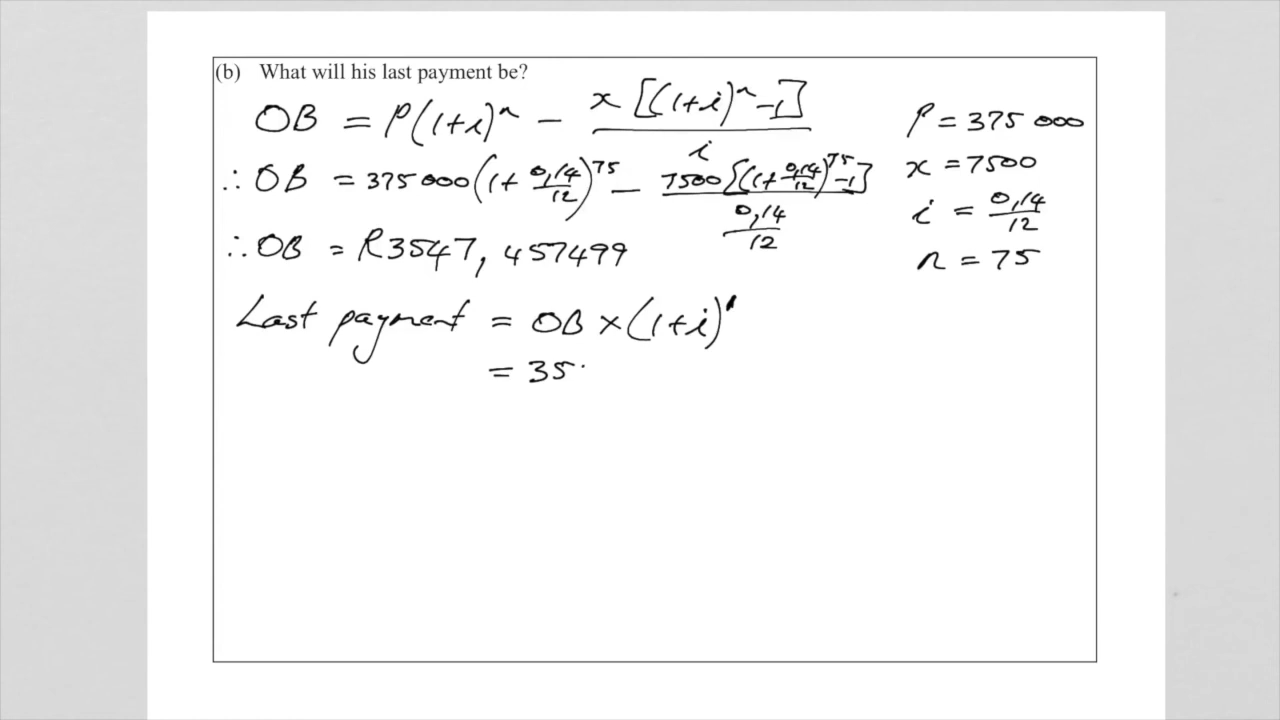 (b) What will his last payment be?
OB = P(1+i)^n − x[(1+i)^n −1] / i
P = 375 000
∴ OB = 375 000(1 + 0,14/12)^75 − 7500[(1+ 0,14/12)^75 −1] / (0,14/12)
x = 7500
i = 0,14/12
∴ OB = R3547, 457499
n = 75
Last payment = OB × (1+i)^1
= 35